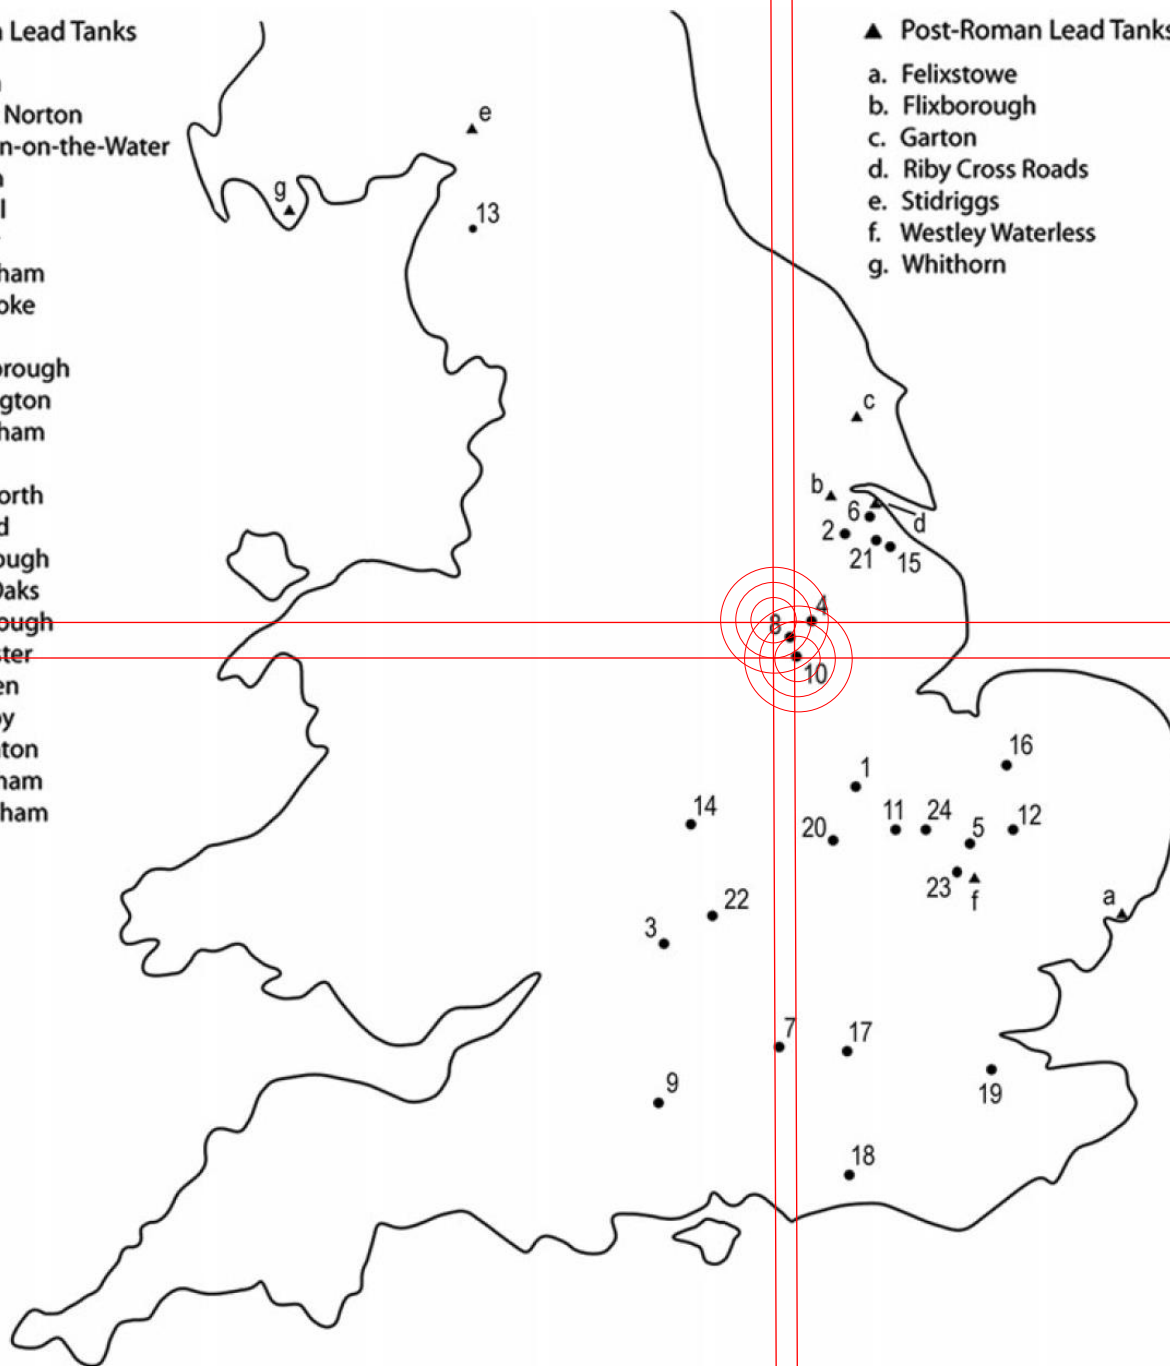 Lead Tanks
Norton
n-on-the-Water
ham
oke
orough
gton
ham
orth
d
ough
Oaks
ough
ster
en
by
ton
ham
ham
▲ Post-Roman Lead Tanks
a. Felixstowe
b. Flixborough
c. Garton
d. Riby Cross Roads
e. Stidriggs
f. Westley Waterless
g. Whithorn
e
g
13
c
b
6
d
2
21
15
4
8
10
16
1
14
11
24
12
20
5
23
f
22
a
3
7
17
9
19
18